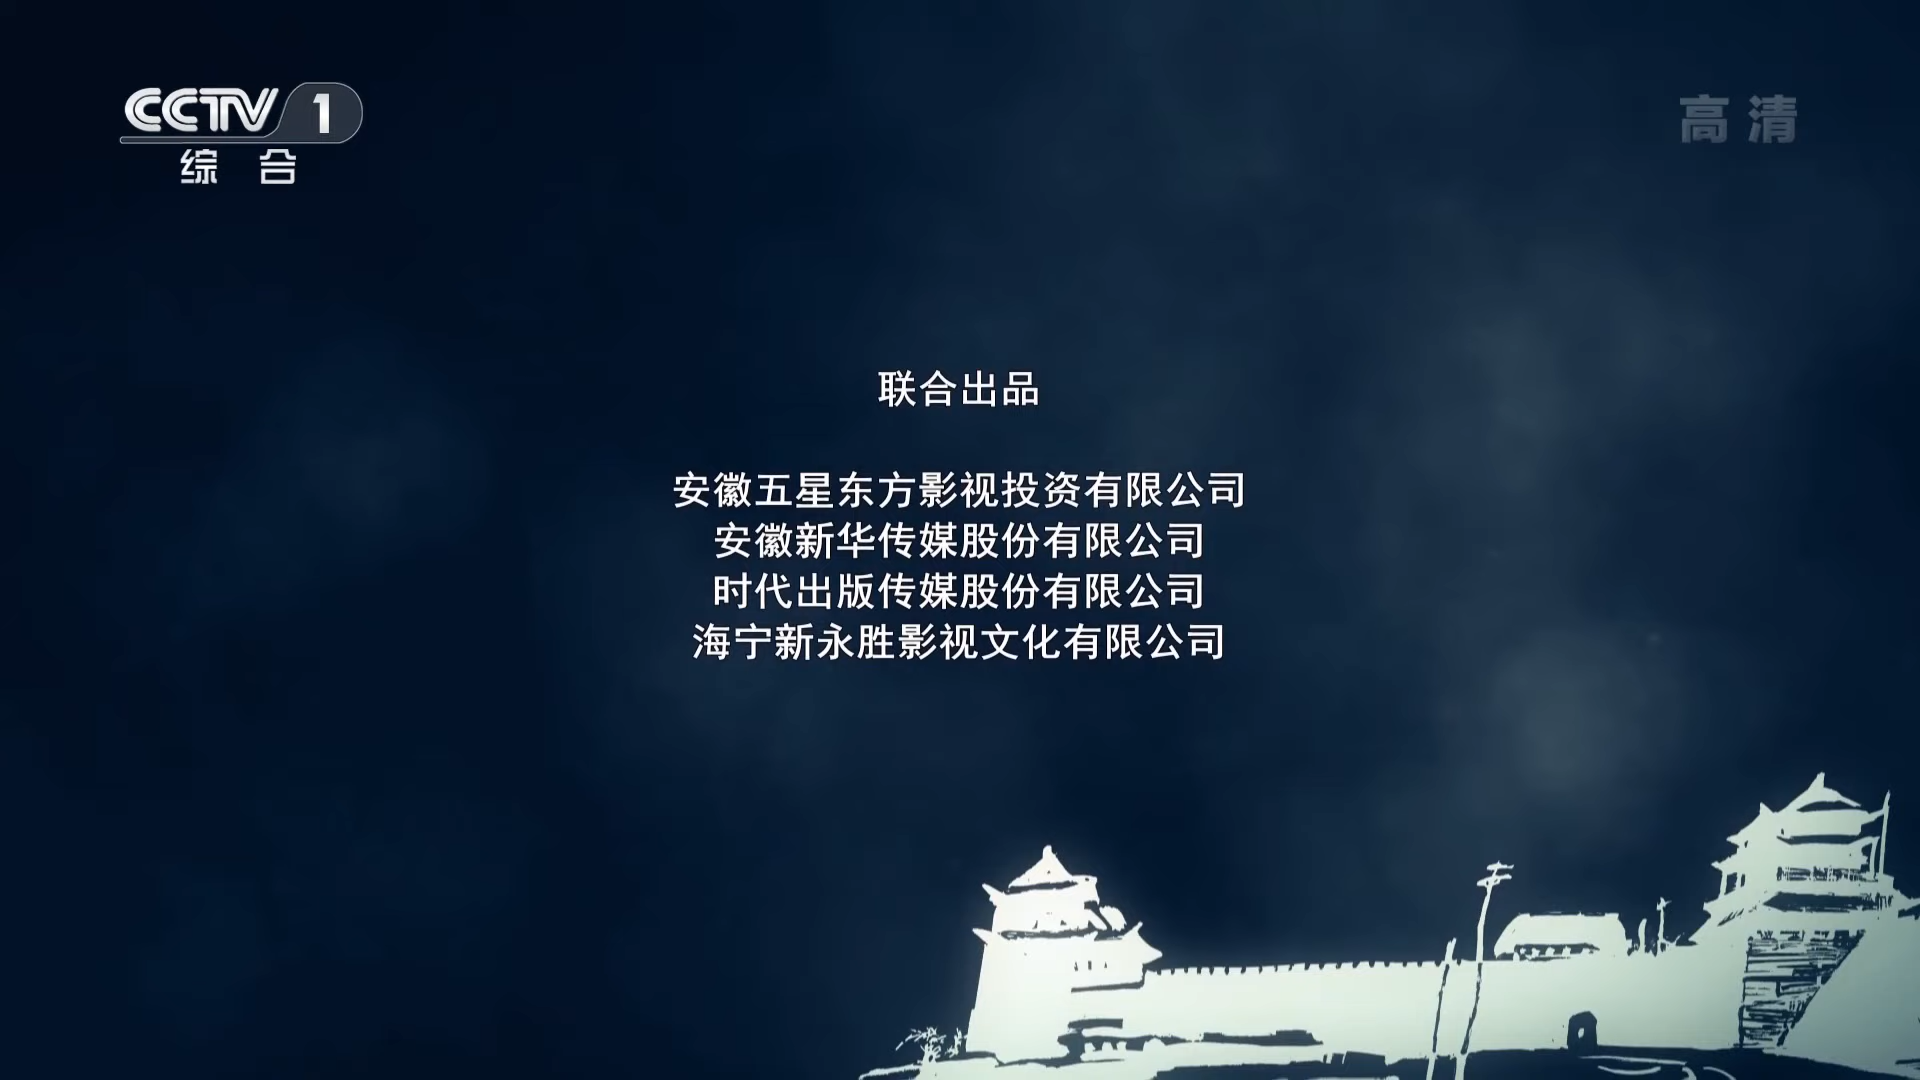 CCTV 1
综 合
高清
联合出品
安徽五星东方影视投资有限公司
安徽新华传媒股份有限公司
时代出版传媒股份有限公司
海宁新永胜影视文化有限公司